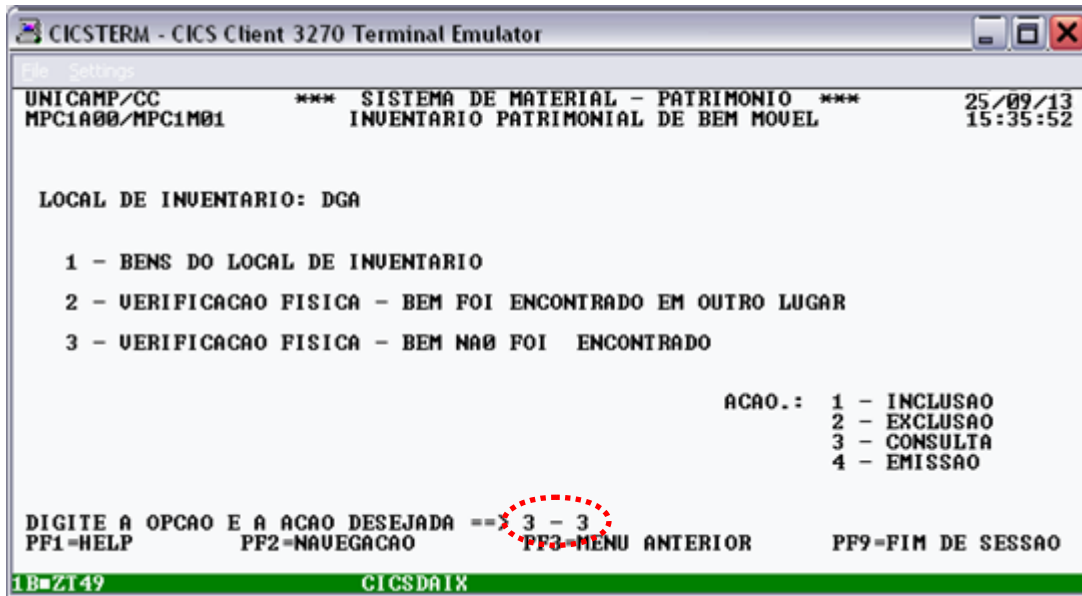 CICSTERM - CICS Client 3270 Terminal Emulator
File Settings
UNICAMP/CC *** SISTEMA DE MATERIAL - PATRIMONIO *** 25/09/13
MPC1A00/MPC1M01 INVENTARIO PATRIMONIAL DE BEM MOVEL 15:35:52
LOCAL DE INVENTARIO: DGA
1 - BENS DO LOCAL DE INVENTARIO
2 - VERIFICACAO FISICA - BEM FOI ENCONTRADO EM OUTRO LUGAR
3 - VERIFICACAO FISICA - BEM NAO FOI ENCONTRADO
ACAO.: 1 - INCLUSAO
2 - EXCLUSAO
3 - CONSULTA
4 - EMISSAO
DIGITE A OPCAO E A ACAO DESEJADA ==> 3 - 3
PF1=HELP PF2=NAVEGACAO PF3=MENU ANTERIOR PF9=FIM DE SESSAO
1B■ZT49 CICSDAIX